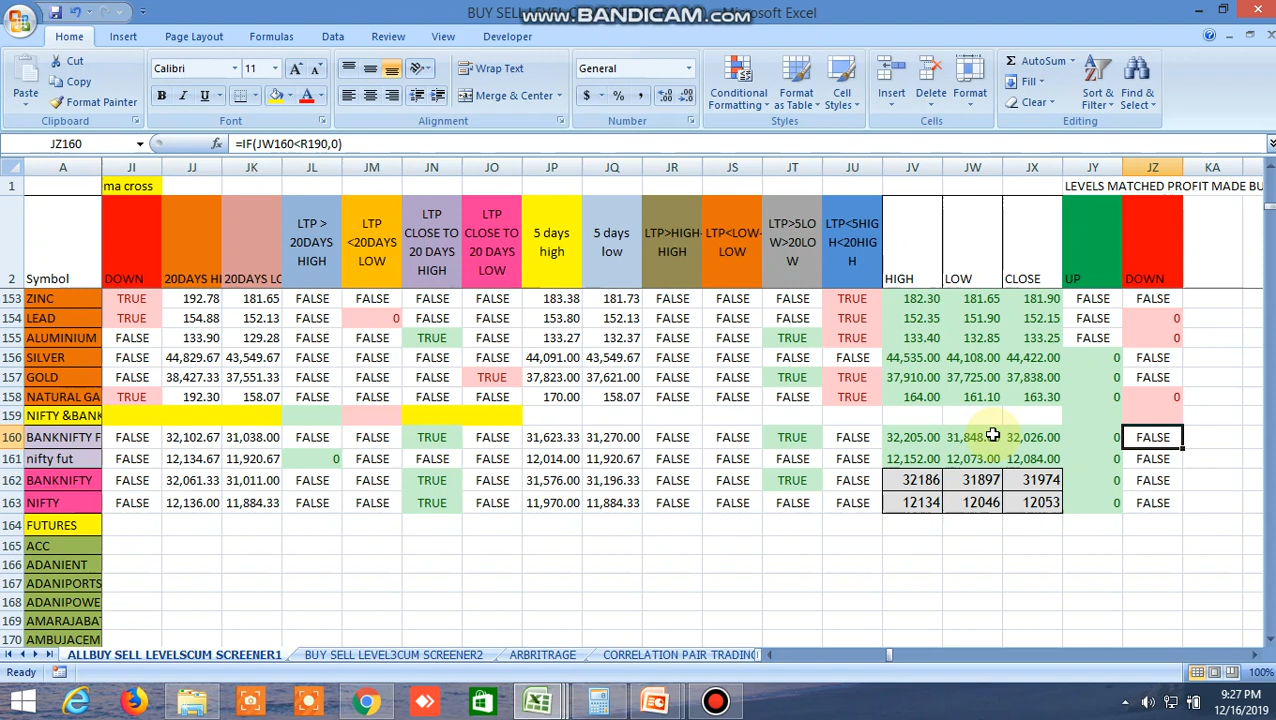 BUY SELL LEVEL
www.BANDICAM.com
Microsoft Excel
Home Insert Page Layout Formulas Data Review View Developer
Paste
Cut
Copy
Format Painter
Clipboard
Calibri 11
B I U
Font
Wrap Text
Merge & Center
Alignment
General
$ % ,
Number
Conditional Formatting
Format as Table
Cell Styles
Styles
Insert
Delete
Format
Cells
AutoSum
Fill
Clear
Sort & Filter
Find & Select
Editing
JZ160 fx =IF(JW160<R190,0)
A JI JJ JK JL JM JN JO JP JQ JR JS JT JU JV JW JX JY JZ KA
1 ma cross LEVELS MATCHED PROFIT MADE BU
2 Symbol DOWN 20DAYS HI 20DAYS LO LTP > 20DAYS HIGH LTP <20DAYS LOW LTP CLOSE TO 20 DAYS HIGH LTP CLOSE TO 20 DAYS LOW 5 days high 5 days low LTP>HIGH-HIGH LTP<LOW-LOW LTP>5LOW>20LOW LTP<5HIGH<20HIGH HIGH LOW CLOSE UP DOWN
153 ZINC TRUE 192.78 181.65 FALSE FALSE FALSE FALSE 183.38 181.73 FALSE FALSE FALSE TRUE 182.30 181.65 181.90 FALSE FALSE
154 LEAD TRUE 154.88 152.13 FALSE 0 FALSE FALSE 153.80 152.13 FALSE FALSE FALSE TRUE 152.35 151.90 152.15 FALSE 0
155 ALUMINIUM FALSE 133.90 129.28 FALSE FALSE TRUE FALSE 133.27 132.37 FALSE FALSE TRUE FALSE 133.40 132.85 133.25 FALSE 0
156 SILVER FALSE 44,829.67 43,549.67 FALSE FALSE FALSE FALSE 44,091.00 43,549.67 FALSE FALSE FALSE TRUE 44,535.00 44,108.00 44,422.00 0 FALSE
157 GOLD FALSE 38,427.33 37,551.33 FALSE FALSE FALSE TRUE 37,823.00 37,621.00 FALSE FALSE TRUE TRUE 37,910.00 37,725.00 37,838.00 0 FALSE
158 NATURAL GA TRUE 192.30 158.07 FALSE FALSE FALSE FALSE 170.00 158.07 FALSE FALSE FALSE TRUE 164.00 161.10 163.30 0 0
159 NIFTY &BANK
160 BANKNIFTY F FALSE 32,102.67 31,038.00 FALSE FALSE TRUE FALSE 31,623.33 31,270.00 FALSE FALSE TRUE FALSE 32,205.00 31,848. 32,026.00 0 FALSE
161 nifty fut FALSE 12,134.67 11,920.67 0 FALSE FALSE FALSE 12,014.00 11,920.67 FALSE FALSE FALSE FALSE 12,152.00 12,073.00 12,084.00 0 FALSE
162 BANKNIFTY FALSE 32,061.33 31,011.00 FALSE FALSE TRUE FALSE 31,576.00 31,196.33 FALSE FALSE TRUE FALSE 32186 31897 31974 0 FALSE
163 NIFTY FALSE 12,136.00 11,884.33 FALSE FALSE TRUE FALSE 11,970.00 11,884.33 FALSE FALSE FALSE FALSE 12134 12046 12053 0 FALSE
164 FUTURES
165 ACC
166 ADANIENT
167 ADANIPORTS
168 ADANIPOWE
169 AMARAJABAT
170 AMBUJACEM
ALLBUY SELL LEVELSCUM SCREENER1 BUY SELL LEVEL3CUM SCREENER2 ARBITRAGE CORRELATION PAIR TRADING
Ready 100%
9:27 PM
12/16/2019